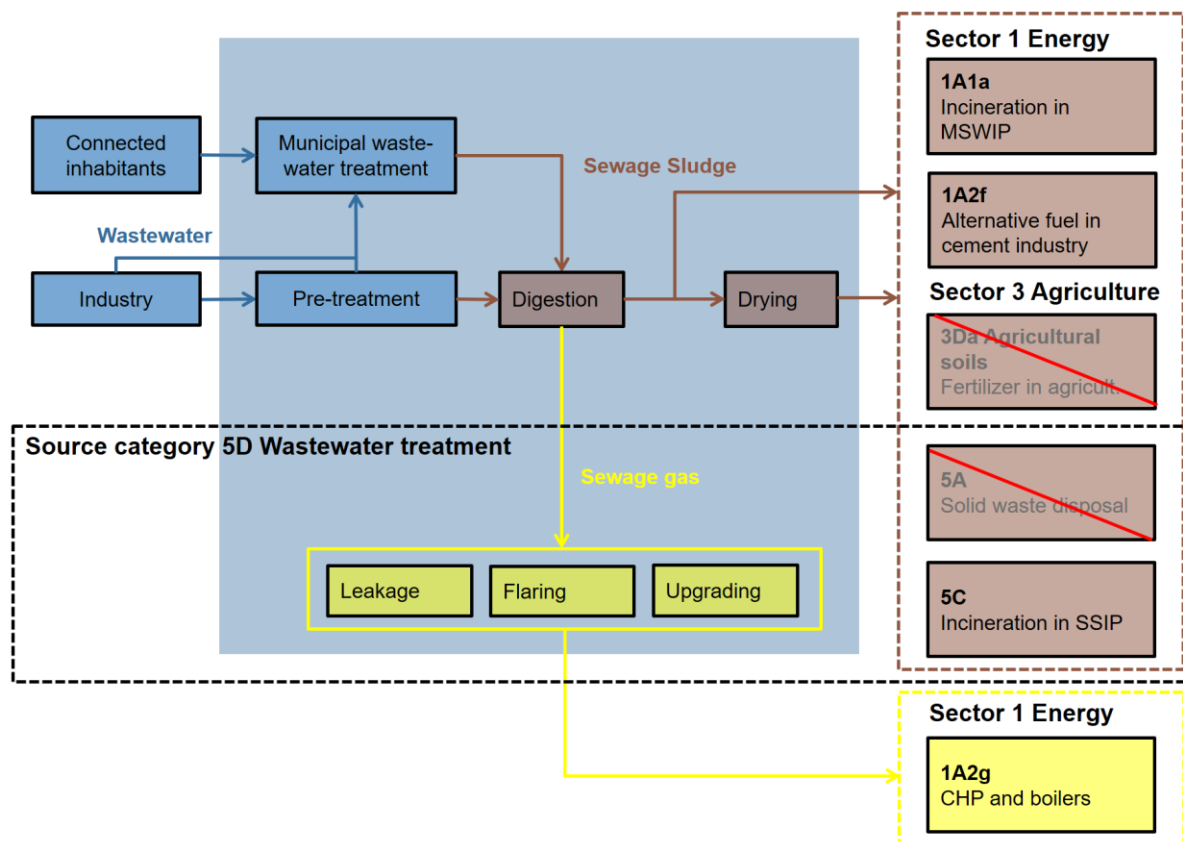 Sector 1 Energy
1A1a
Incineration in
MSWIP
Connected
inhabitants
Municipal waste-
water treatment
Sewage Sludge
1A2f
Alternative fuel in
cement industry
Wastewater
Industry
Pre-treatment
Digestion
Drying
Sector 3 Agriculture
3Da Agricultural
soils
Fertilizer in agricult.
Source category 5D Wastewater treatment
Sewage gas
5A
Solid waste disposal
Leakage
Flaring
Upgrading
5C
Incineration in SSIP
Sector 1 Energy
1A2g
CHP and boilers